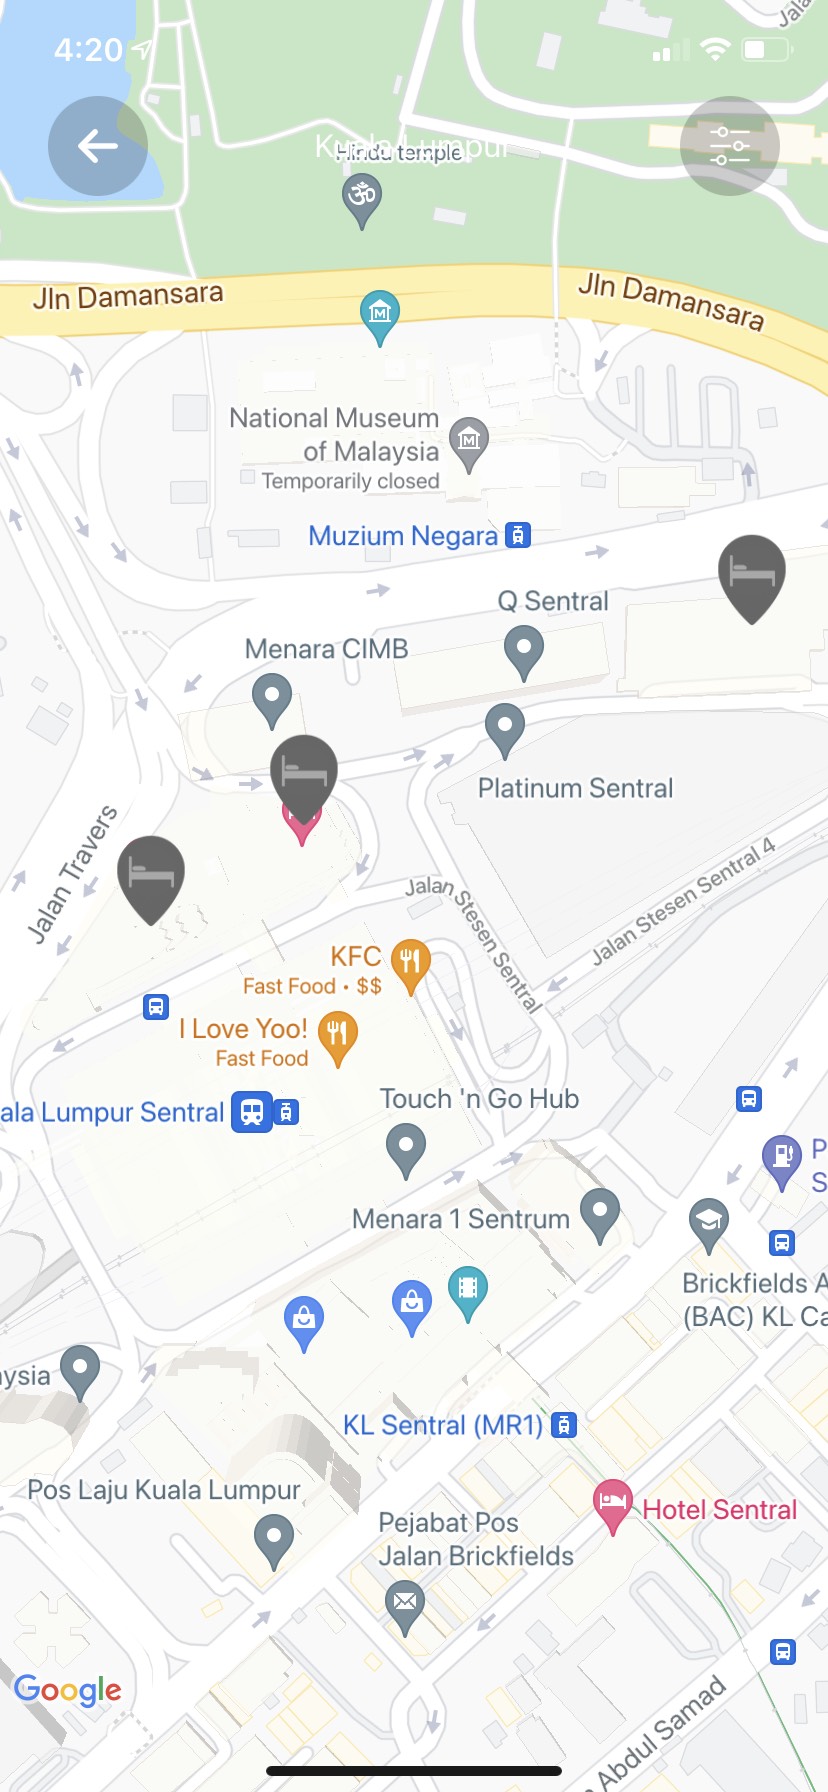 4:20
Jala
Kuala Lumpur
Hindu temple
Jln Damansara
Jln Damansara
National Museum
of Malaysia
Temporarily closed
Muzium Negara
Q Sentral
Menara CIMB
Platinum Sentral
Jalan Travers
Jalan Stesen Sentral
Jalan Stesen Sentral 4
KFC
Fast Food • $$
I Love Yoo!
Fast Food
ala Lumpur Sentral
Touch 'n Go Hub
P
S
Menara 1 Sentrum
Brickfields A
(BAC) KL Ca
aysia
KL Sentral (MR1)
Pos Laju Kuala Lumpur
Hotel Sentral
Pejabat Pos
Jalan Brickfields
Google
n Abdul Samad